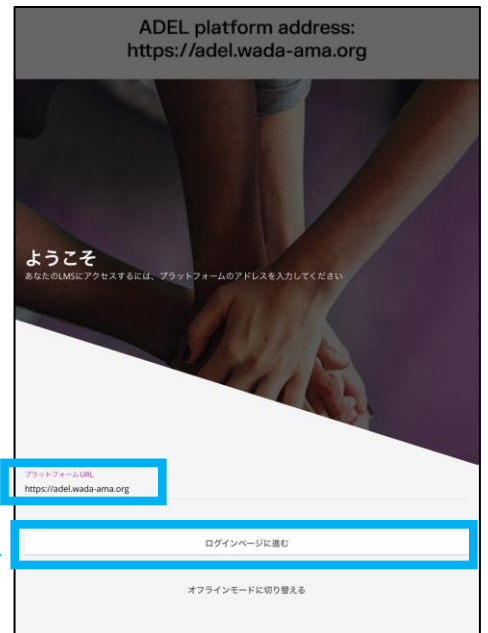 ADEL platform address:
https://adel.wada-ama.org
ようこそ
あなたのLMSにアクセスするには、プラットフォームのアドレスを入力してください
プラットフォームURL
https://adel.wada-ama.org
ログインページに進む
オフラインモードに切り替える